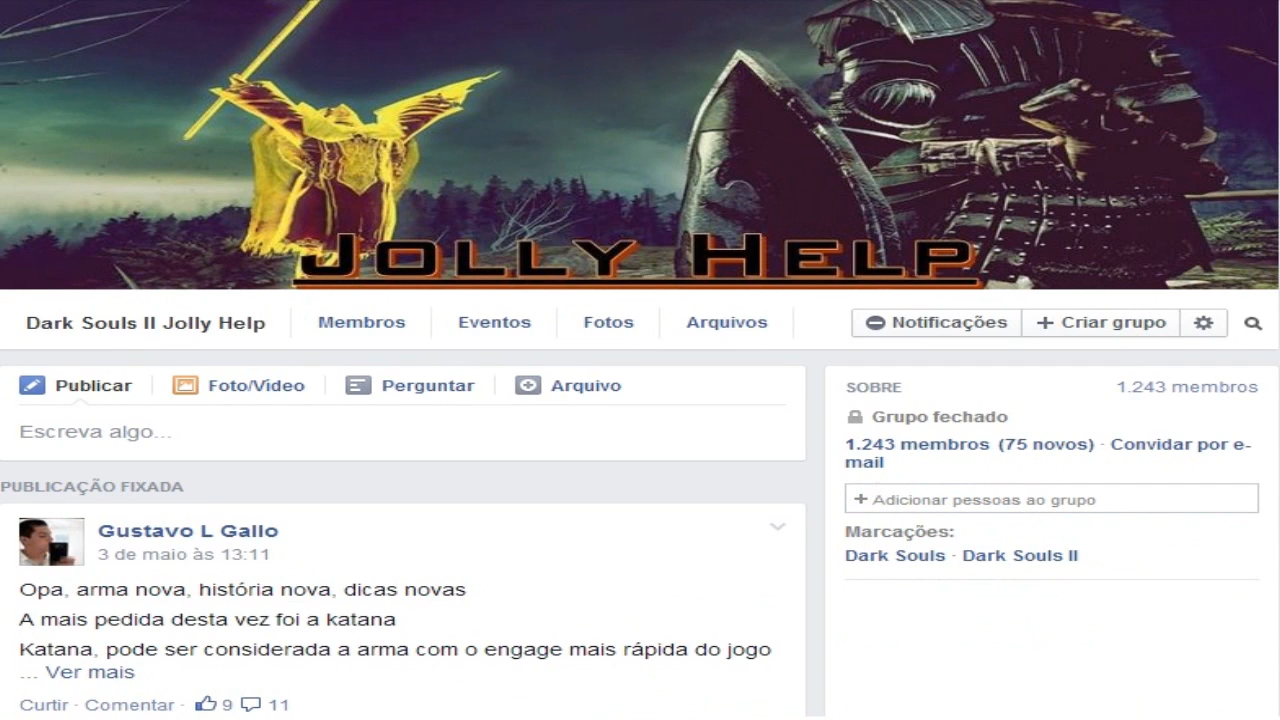 JOLLY HELP
Dark Souls II Jolly Help
Membros
Eventos
Fotos
Arquivos
Notificações
+ Criar grupo
Publicar
Foto/Vídeo
Perguntar
Arquivo
Escreva algo...
PUBLICAÇÃO FIXADA
Gustavo L Gallo
3 de maio às 13:11
Opa, arma nova, história nova, dicas novas
A mais pedida desta vez foi a katana
Katana, pode ser considerada a arma com o engage mais rápida do jogo
... Ver mais
Curtir · Comentar · 9 11
SOBRE
1.243 membros
Grupo fechado
1.243 membros (75 novos) · Convidar por e-
mail
+ Adicionar pessoas ao grupo
Marcações:
Dark Souls · Dark Souls II